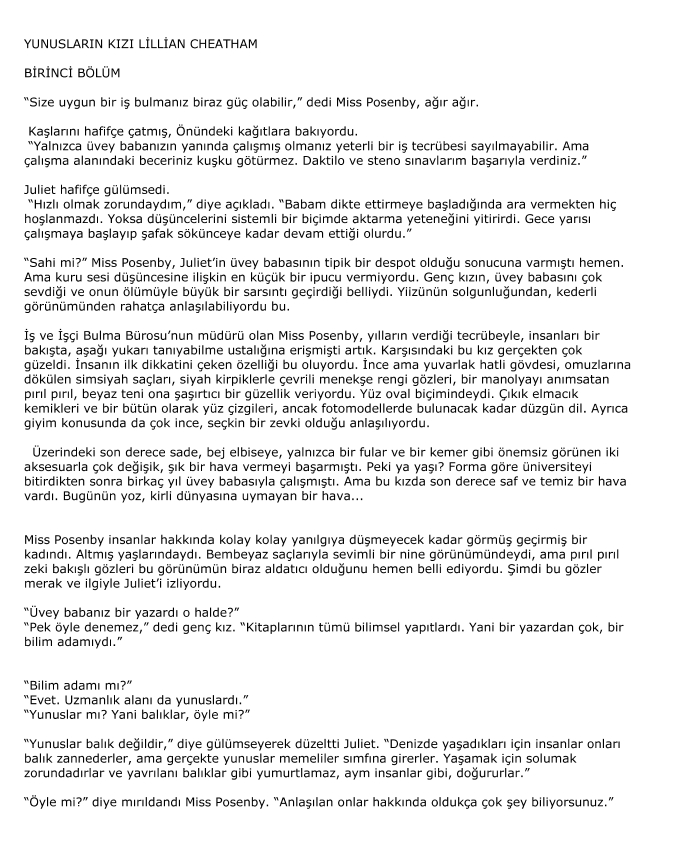 YUNUSLARIN KIZI LİLLİAN CHEATHAM
BİRİNCİ BÖLÜM
“Size uygun bir iş bulmanız biraz güç olabilir,” dedi Miss Posenby, ağır ağır.
Kaşlarını hafifçe çatmış, Önündeki kağıtlara bakıyordu.
“Yalnızca üvey babanızın yanında çalışmış olmanız yeterli bir iş tecrübesi sayılmayabilir. Ama
çalışma alanındaki beceriniz kuşku götürmez. Daktilo ve steno sınavlarım başarıyla verdiniz.”
Juliet hafifçe gülümsedi.
“Hızlı olmak zorundaydım,” diye açıkladı. “Babam dikte ettirmeye başladığında ara vermekten hiç
hoşlanmazdı. Yoksa düşüncelerini sistemli bir biçimde aktarma yeteneğini yitirirdi. Gece yarısı
çalışmaya başlayıp şafak sökünceye kadar devam ettiği olurdu.”
“Sahi mi?” Miss Posenby, Juliet’in üvey babasının tipik bir despot olduğu sonucuna varmıştı hemen.
Ama kuru sesi düşüncesine ilişkin en küçük bir ipucu vermiyordu. Genç kızın, üvey babasını çok
sevdiği ve onun ölümüyle büyük bir sarsıntı geçirdiği belliydi. Yiizünün solgunluğundan, kederli
görünümünden rahatça anlaşılabiliyordu bu.
İş ve İşçi Bulma Bürosu’nun müdürü olan Miss Posenby, yılların verdiği tecrübeyle, insanları bir
bakışta, aşağı yukarı tanıyabilme ustalığına erişmişti artık. Karşısındaki bu kız gerçekten çok
güzeldi. İnsanın ilk dikkatini çeken özelliği bu oluyordu. İnce ama yuvarlak hatlı gövdesi, omuzlarına
dökülen simsiyah saçları, siyah kirpiklerle çevrili menekşe rengi gözleri, bir manolyayı anımsatan
pırıl pırıl, beyaz teni ona şaşırtıcı bir güzellik veriyordu. Yüz oval biçimindeydi. Çıkık elmacık
kemikleri ve bir bütün olarak yüz çizgileri, ancak fotomodellerde bulunacak kadar düzgün dil. Ayrıca
giyim konusunda da çok ince, seçkin bir zevki olduğu anlaşılıyordu.
Üzerindeki son derece sade, bej elbiseye, yalnızca bir fular ve bir kemer gibi önemsiz görünen iki
aksesuarla çok değişik, şık bir hava vermeyi başarmıştı. Peki ya yaşı? Forma göre üniversiteyi
bitirdikten sonra birkaç yıl üvey babasıyla çalışmıştı. Ama bu kızda son derece saf ve temiz bir hava
vardı. Bugünün yoz, kirli dünyasına uymayan bir hava...
Miss Posenby insanlar hakkında kolay kolay yanılgıya düşmeyecek kadar görmüş geçirmiş bir
kadındı. Altmış yaşlarındaydı. Bembeyaz saçlarıyla sevimli bir nine görünümündeydi, ama pırıl pırıl
zeki bakışlı gözleri bu görünümün biraz aldatıcı olduğunu hemen belli ediyordu. Şimdi bu gözler
merak ve ilgiyle Juliet’i izliyordu.
“Üvey babanız bir yazardı o halde?”
“Pek öyle denemez,” dedi genç kız. “Kitaplarının tümü bilimsel yapıtlardı. Yani bir yazardan çok, bir
bilim adamıydı.”
“Bilim adamı mı?”
“Evet. Uzmanlık alanı da yunuslardı.”
“Yunuslar mı? Yani balıklar, öyle mi?”
“Yunuslar balık değildir,” diye gülümseyerek düzeltti Juliet. “Denizde yaşadıkları için insanlar onları
balık zannederler, ama gerçekte yunuslar memeliler sımfına girerler. Yaşamak için solumak
zorundadırlar ve yavrılanı balıklar gibi yumurtlamaz, aym insanlar gibi, doğururlar.”
“Öyle mi?” diye mırıldandı Miss Posenby. “Anlaşılan onlar hakkında oldukça çok şey biliyorsunuz.”